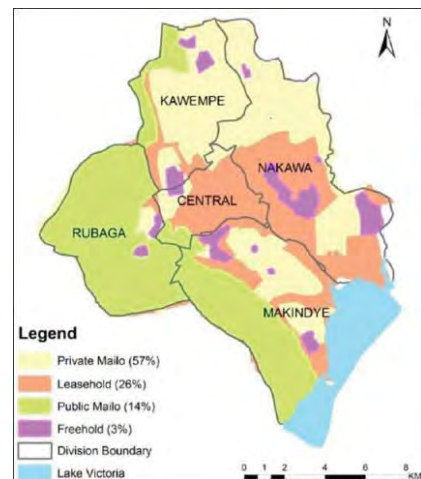 N
KAWEMPE
NAKAWA
CENTRAL
RUBAGA
MAKINDYE
Legend
Private Mailo (57%)
Leasehold (26%)
Public Mailo (14%)
Freehold (3%)
Division Boundary
Lake Victoria
0 1 2 4 6 8
KM